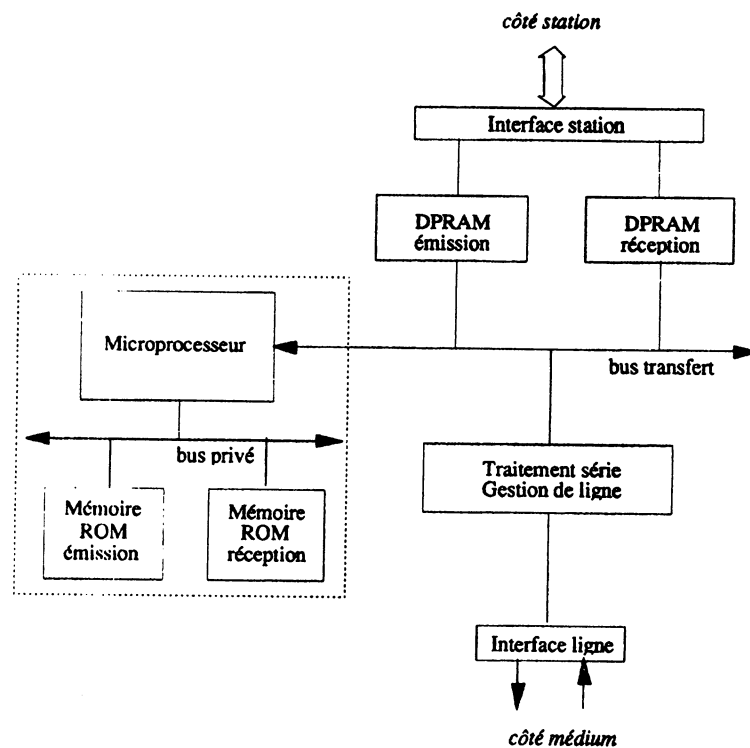 côté station
Interface station
DPRAM
émission
DPRAM
réception
Microprocesseur
bus transfert
bus privé
Traitement série
Gestion de ligne
Mémoire
ROM
émission
Mémoire
ROM
réception
Interface ligne
côté médium